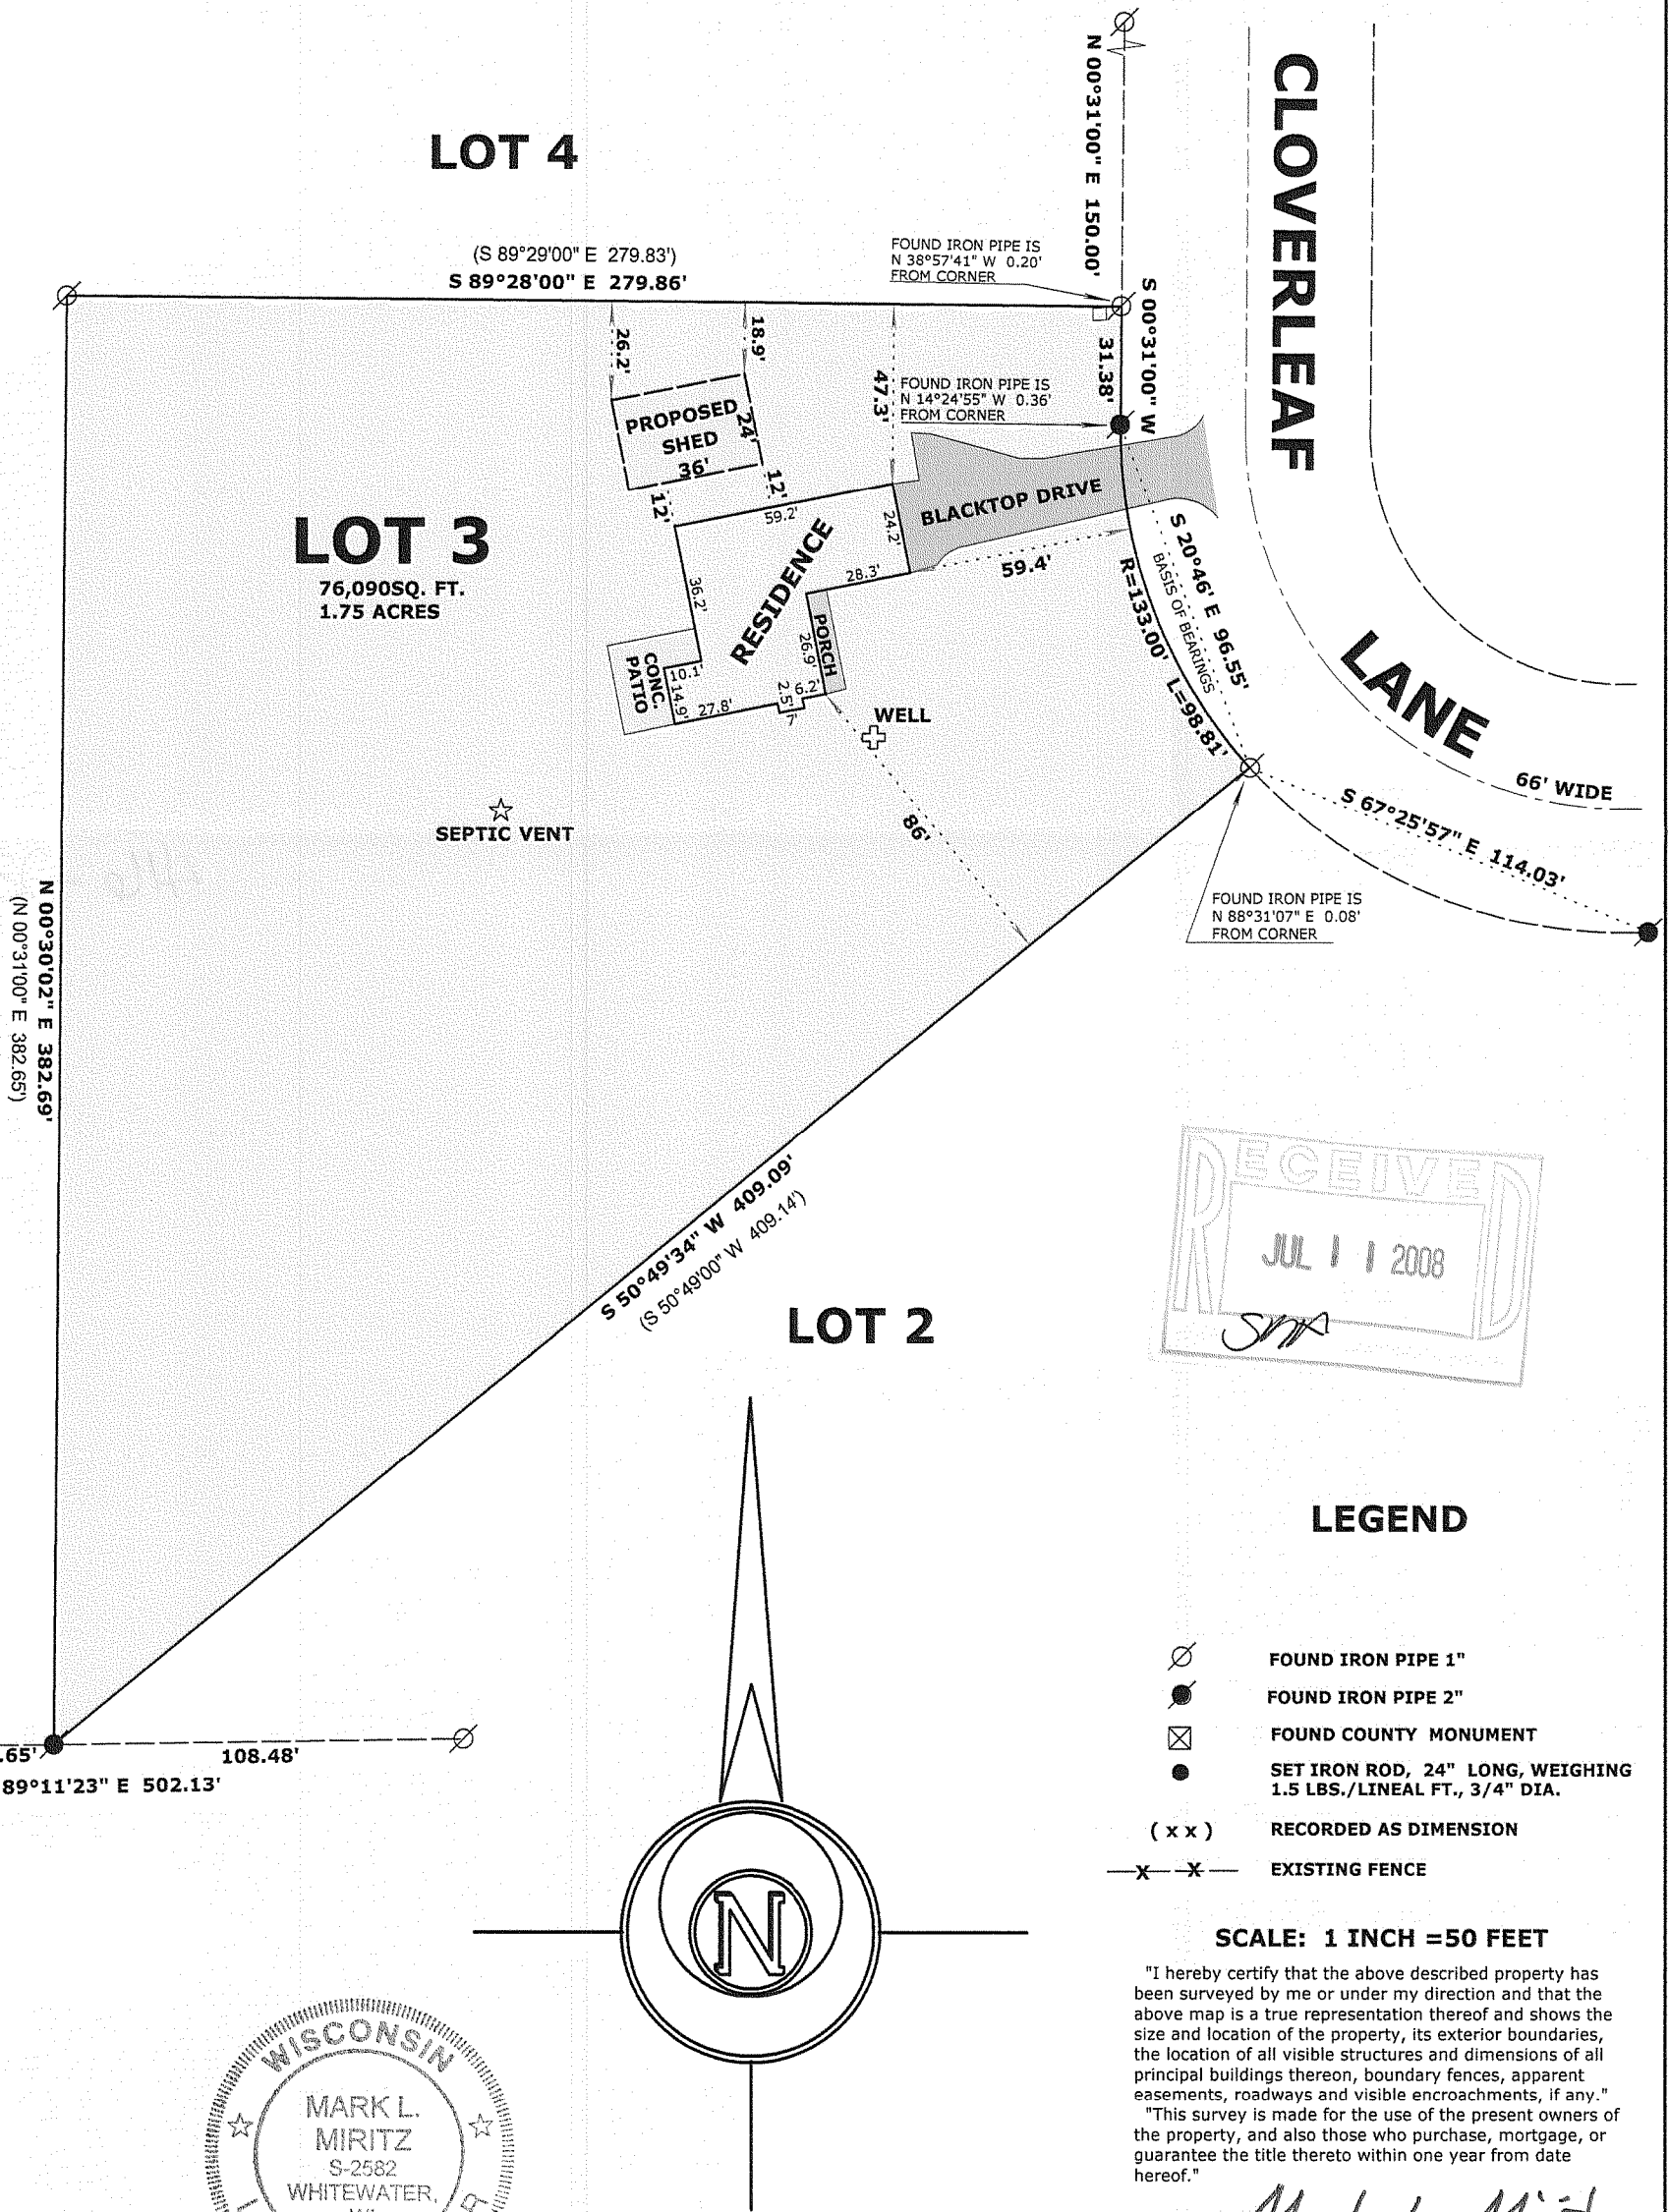 CLOVERLEAF
LANE
66' WIDE
N 00°31'00" E 150.00'
LOT 4
(S 89°29'00" E 279.83')
S 89°28'00" E 279.86'
FOUND IRON PIPE IS
N 38°57'41" W 0.20'
FROM CORNER
S 00°31'00" W
31.38'
26.2'
18.9'
47.3'
FOUND IRON PIPE IS
N 14°24'55" W 0.36'
FROM CORNER
PROPOSED
SHED
24'
36'
12'
12'
LOT 3
76,090SQ. FT.
1.75 ACRES
59.2'
24.2'
BLACKTOP DRIVE
RESIDENCE
28.3'
59.4'
36.2'
PORCH
26.9'
CONC.
PATIO
10.1'
14.9'
27.8'
2.5'
6.2'
7'
S 20°46' E 96.55'
BASIS OF BEARINGS
R=133.00' L=98.81'
WELL
86'
SEPTIC VENT
S 67°25'57" E 114.03'
FOUND IRON PIPE IS
N 88°31'07" E 0.08'
FROM CORNER
N 00°30'02" E 382.69'
(N 00°31'00" E 382.65')
S 50°49'34" W 409.09'
(S 50°49'00" W 409.14')
LOT 2
RECEIVED
JUL 11 2008
.65'
108.48'
89°11'23" E 502.13'
N
LEGEND
FOUND IRON PIPE 1"
FOUND IRON PIPE 2"
FOUND COUNTY MONUMENT
SET IRON ROD, 24" LONG, WEIGHING
1.5 LBS./LINEAL FT., 3/4" DIA.
( x x ) RECORDED AS DIMENSION
—X—X— EXISTING FENCE
SCALE: 1 INCH =50 FEET
"I hereby certify that the above described property has
been surveyed by me or under my direction and that the
above map is a true representation thereof and shows the
size and location of the property, its exterior boundaries,
the location of all visible structures and dimensions of all
principal buildings thereon, boundary fences, apparent
easements, roadways and visible encroachments, if any."
"This survey is made for the use of the present owners of
the property, and also those who purchase, mortgage, or
guarantee the title thereto within one year from date
hereof."
WISCONSIN
MARK L.
MIRITZ
S-2582
WHITEWATER,